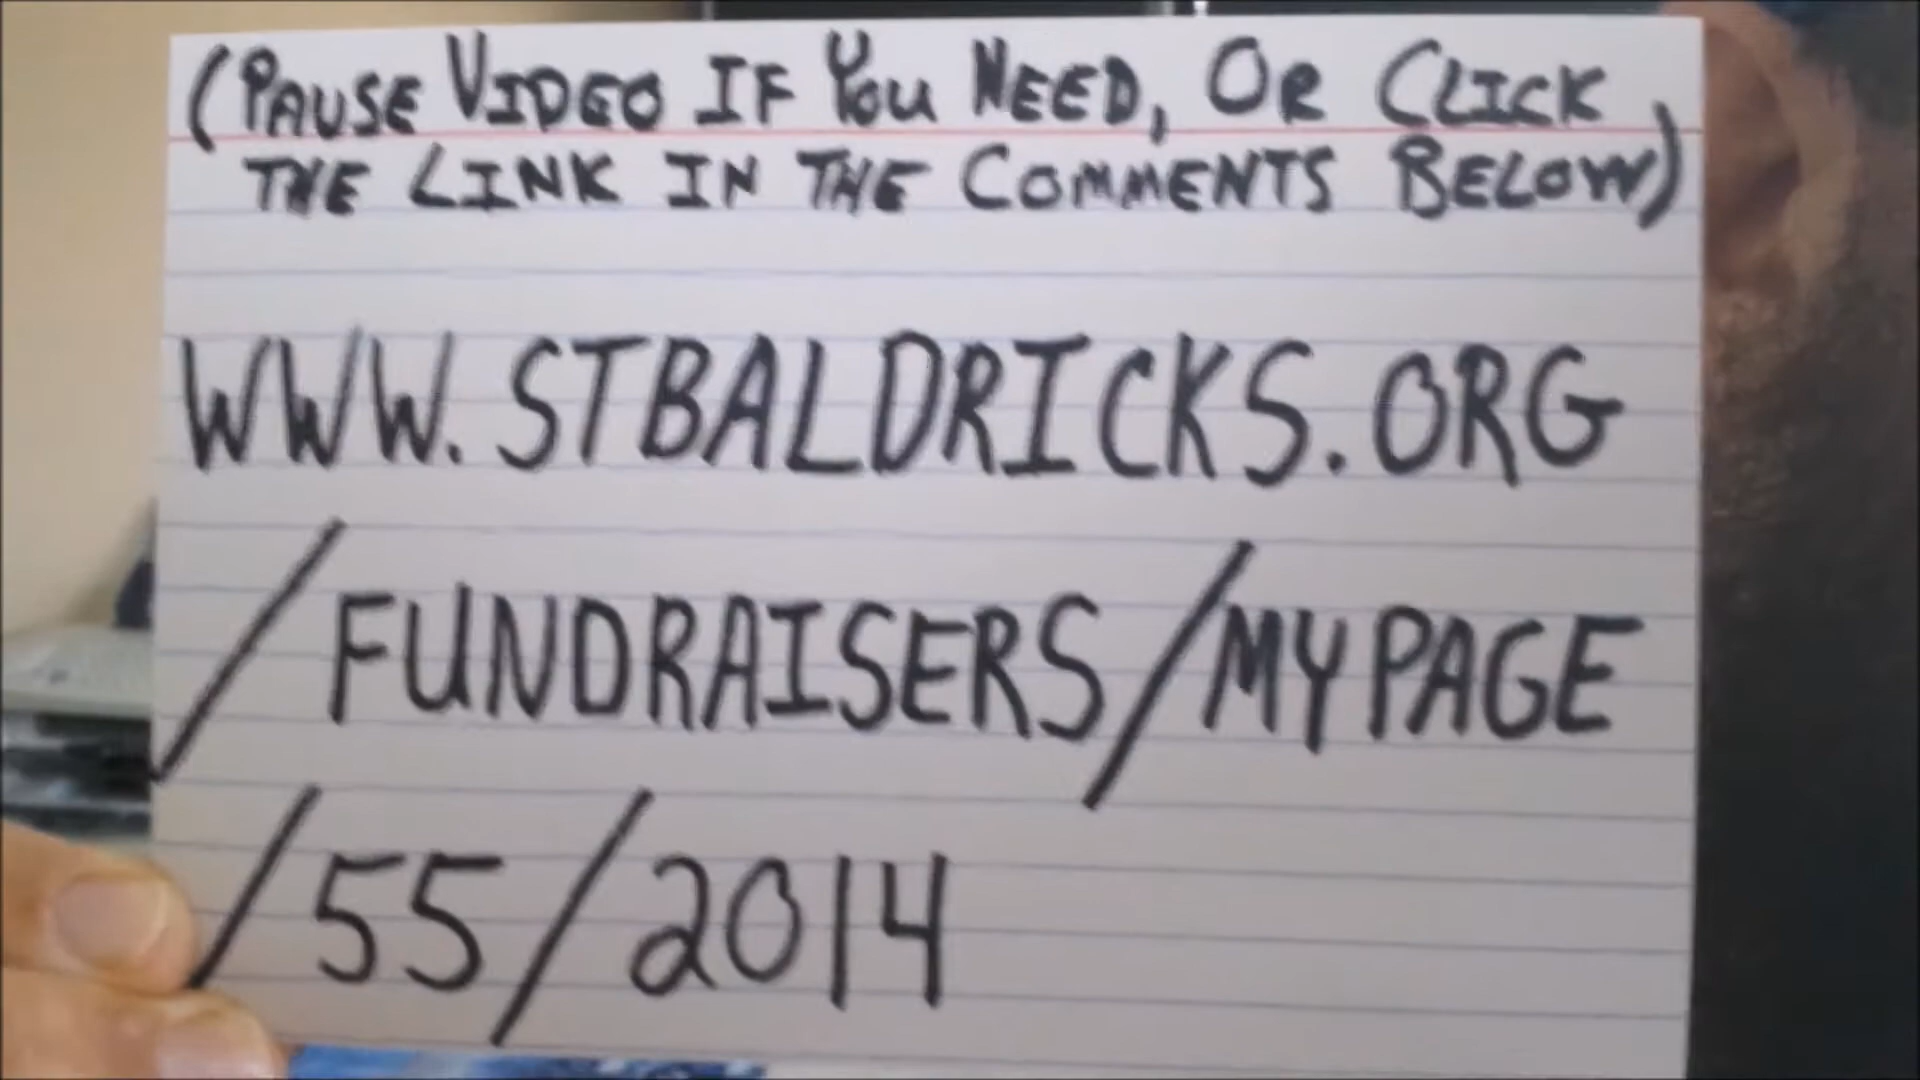 (PAUSE VIDEO IF YOU NEED, OR CLICK
THE LINK IN THE COMMENTS BELOW)
WWW.STBALDRICKS.ORG
/FUNDRAISERS/MYPAGE
/55/2014